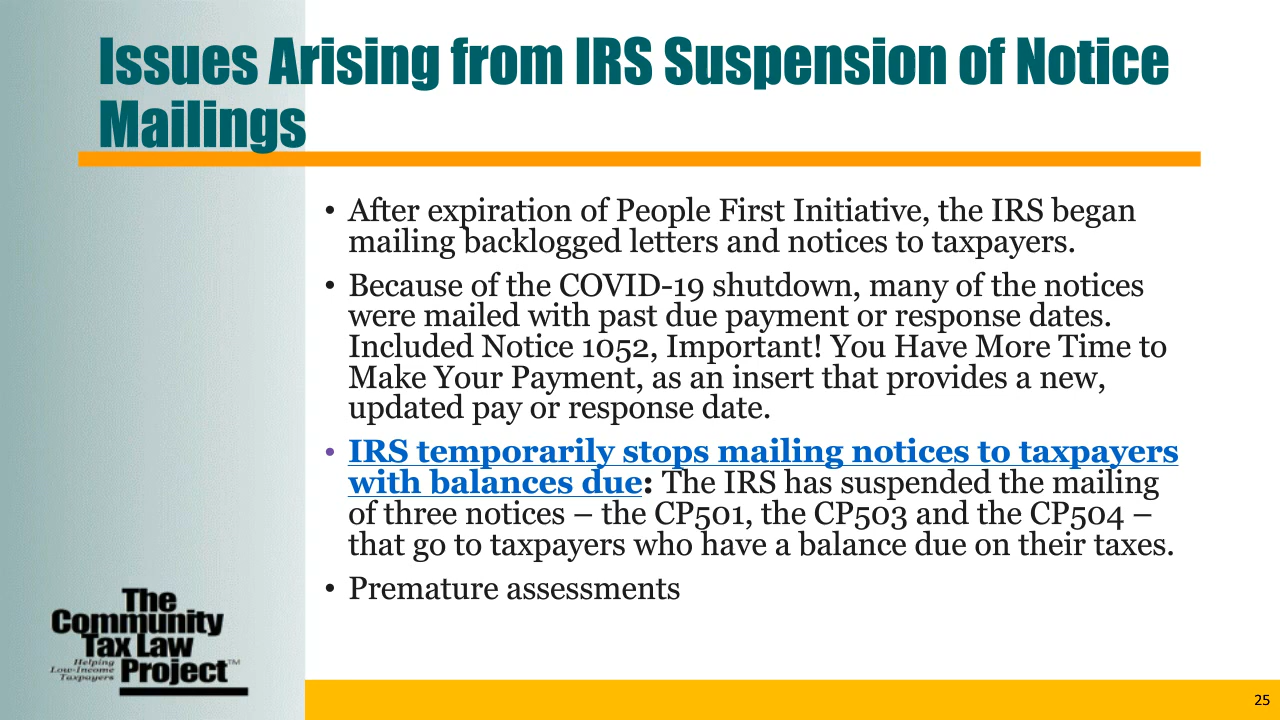 Issues Arising from IRS Suspension of Notice
Mailings
• After expiration of People First Initiative, the IRS began
mailing backlogged letters and notices to taxpayers.
• Because of the COVID-19 shutdown, many of the notices
were mailed with past due payment or response dates.
Included Notice 1052, Important! You Have More Time to
Make Your Payment, as an insert that provides a new,
updated pay or response date.
• IRS temporarily stops mailing notices to taxpayers
with balances due: The IRS has suspended the mailing
of three notices – the CP501, the CP503 and the CP504 –
that go to taxpayers who have a balance due on their taxes.
• Premature assessments
The
Community
Tax Law
Project™
Helping
Low-Income
Taxpayers
25